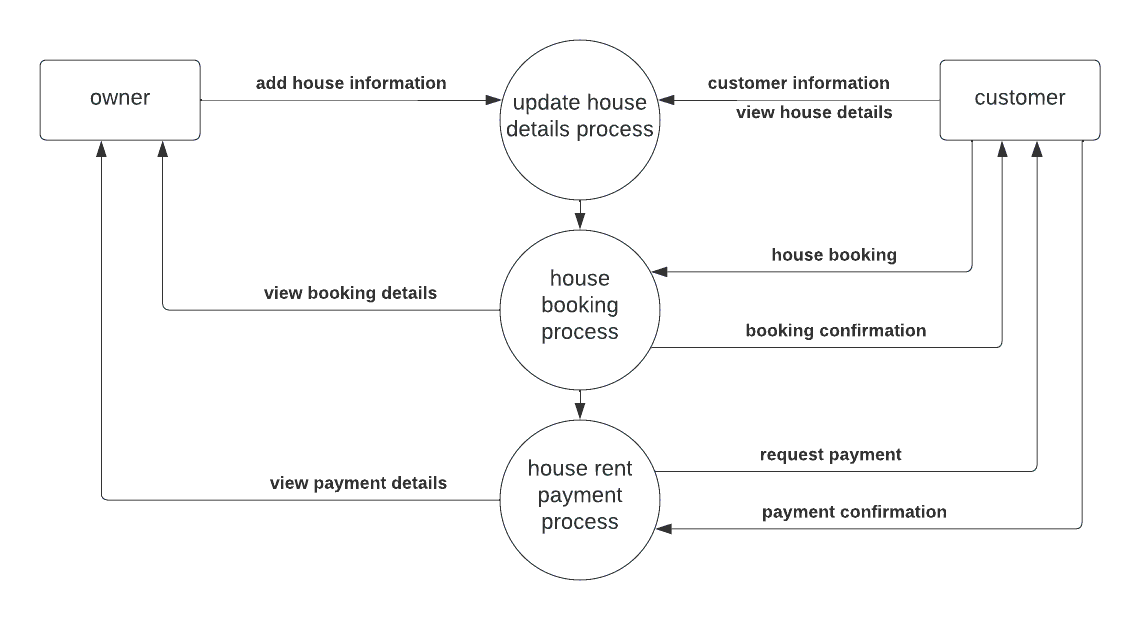 owner
add house information
update house
details process
customer information
view house details
customer
house booking
house
booking
process
view booking details
booking confirmation
house rent
payment
process
request payment
view payment details
payment confirmation